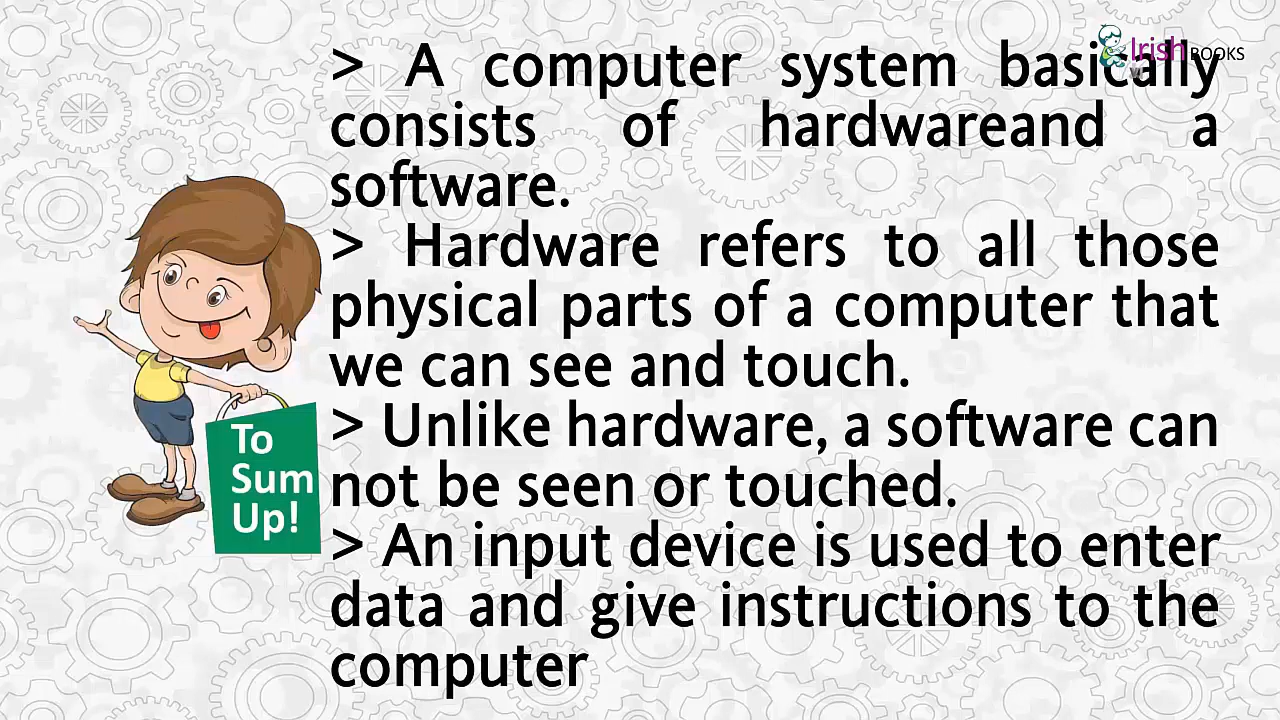 Irish BOOKS
> A computer system basically
consists of hardwareand a
software.
> Hardware refers to all those
physical parts of a computer that
we can see and touch.
> Unlike hardware, a software can
not be seen or touched.
> An input device is used to enter
data and give instructions to the
computer
To
Sum
Up!